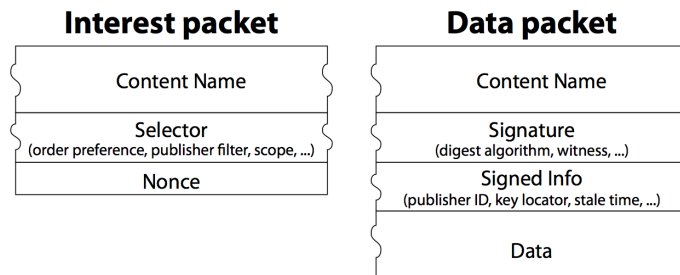 Interest packet
Content Name
Selector
(order preference, publisher filter, scope, ...)
Nonce
Data packet
Content Name
Signature
(digest algorithm, witness, ...)
Signed Info
(publisher ID, key locator, stale time, ...)
Data